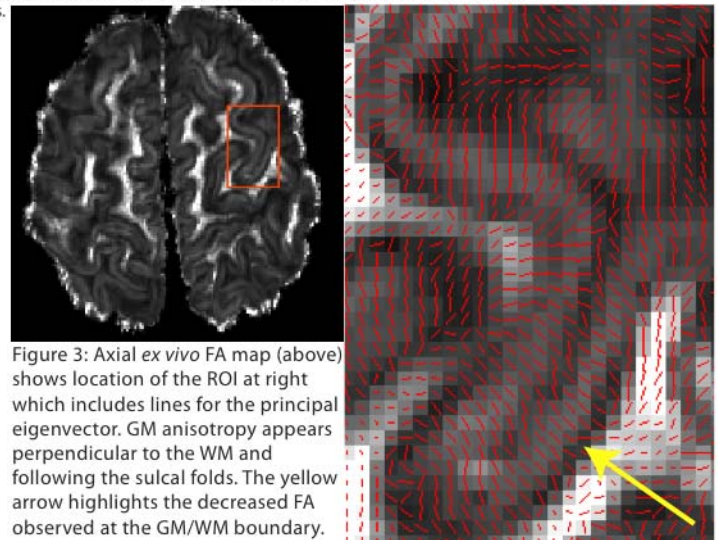 s.
Figure 3: Axial ex vivo FA map (above)
shows location of the ROI at right
which includes lines for the principal
eigenvector. GM anisotropy appears
perpendicular to the WM and
following the sulcal folds. The yellow
arrow highlights the decreased FA
observed at the GM/WM boundary.